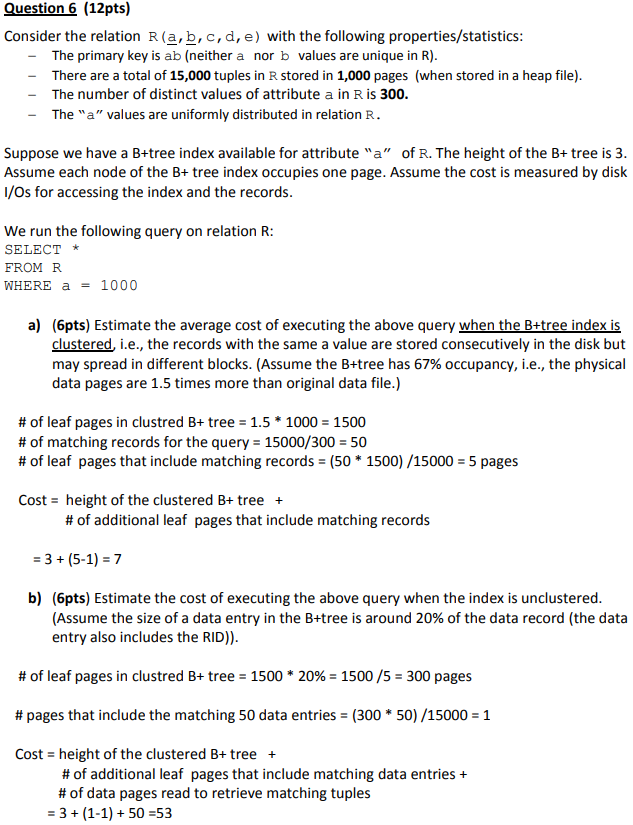 Question 6 (12pts)
Consider the relation R(a,b,c,d,e) with the following properties/statistics:
− The primary key is ab (neither a nor b values are unique in R).
− There are a total of 15,000 tuples in R stored in 1,000 pages (when stored in a heap file).
− The number of distinct values of attribute a in R is 300.
− The "a" values are uniformly distributed in relation R.
Suppose we have a B+tree index available for attribute "a" of R. The height of the B+ tree is 3.
Assume each node of the B+ tree index occupies one page. Assume the cost is measured by disk
I/Os for accessing the index and the records.
We run the following query on relation R:
SELECT *
FROM R
WHERE a = 1000
a) (6pts) Estimate the average cost of executing the above query when the B+tree index is
clustered, i.e., the records with the same a value are stored consecutively in the disk but
may spread in different blocks. (Assume the B+tree has 67% occupancy, i.e., the physical
data pages are 1.5 times more than original data file.)
# of leaf pages in clustred B+ tree = 1.5 * 1000 = 1500
# of matching records for the query = 15000/300 = 50
# of leaf pages that include matching records = (50 * 1500) /15000 = 5 pages
Cost = height of the clustered B+ tree +
# of additional leaf pages that include matching records
= 3 + (5-1) = 7
b) (6pts) Estimate the cost of executing the above query when the index is unclustered.
(Assume the size of a data entry in the B+tree is around 20% of the data record (the data
entry also includes the RID)).
# of leaf pages in clustred B+ tree = 1500 * 20% = 1500 /5 = 300 pages
# pages that include the matching 50 data entries = (300 * 50) /15000 = 1
Cost = height of the clustered B+ tree +
# of additional leaf pages that include matching data entries +
# of data pages read to retrieve matching tuples
= 3 + (1-1) + 50 =53